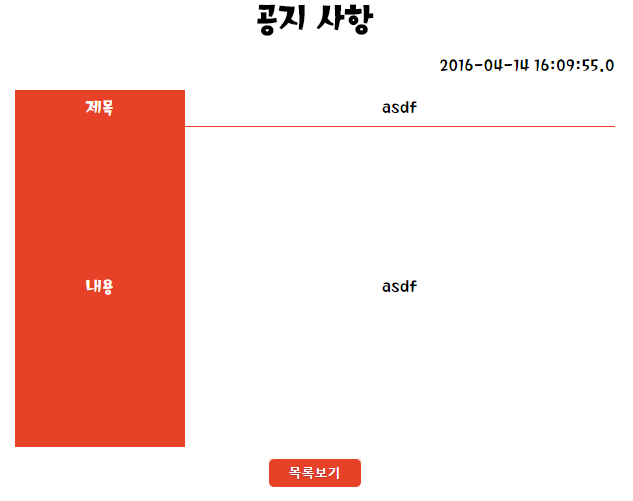 공지 사항
2016-04-14 16:09:55.0
제목 asdf
내용 asdf
목록보기